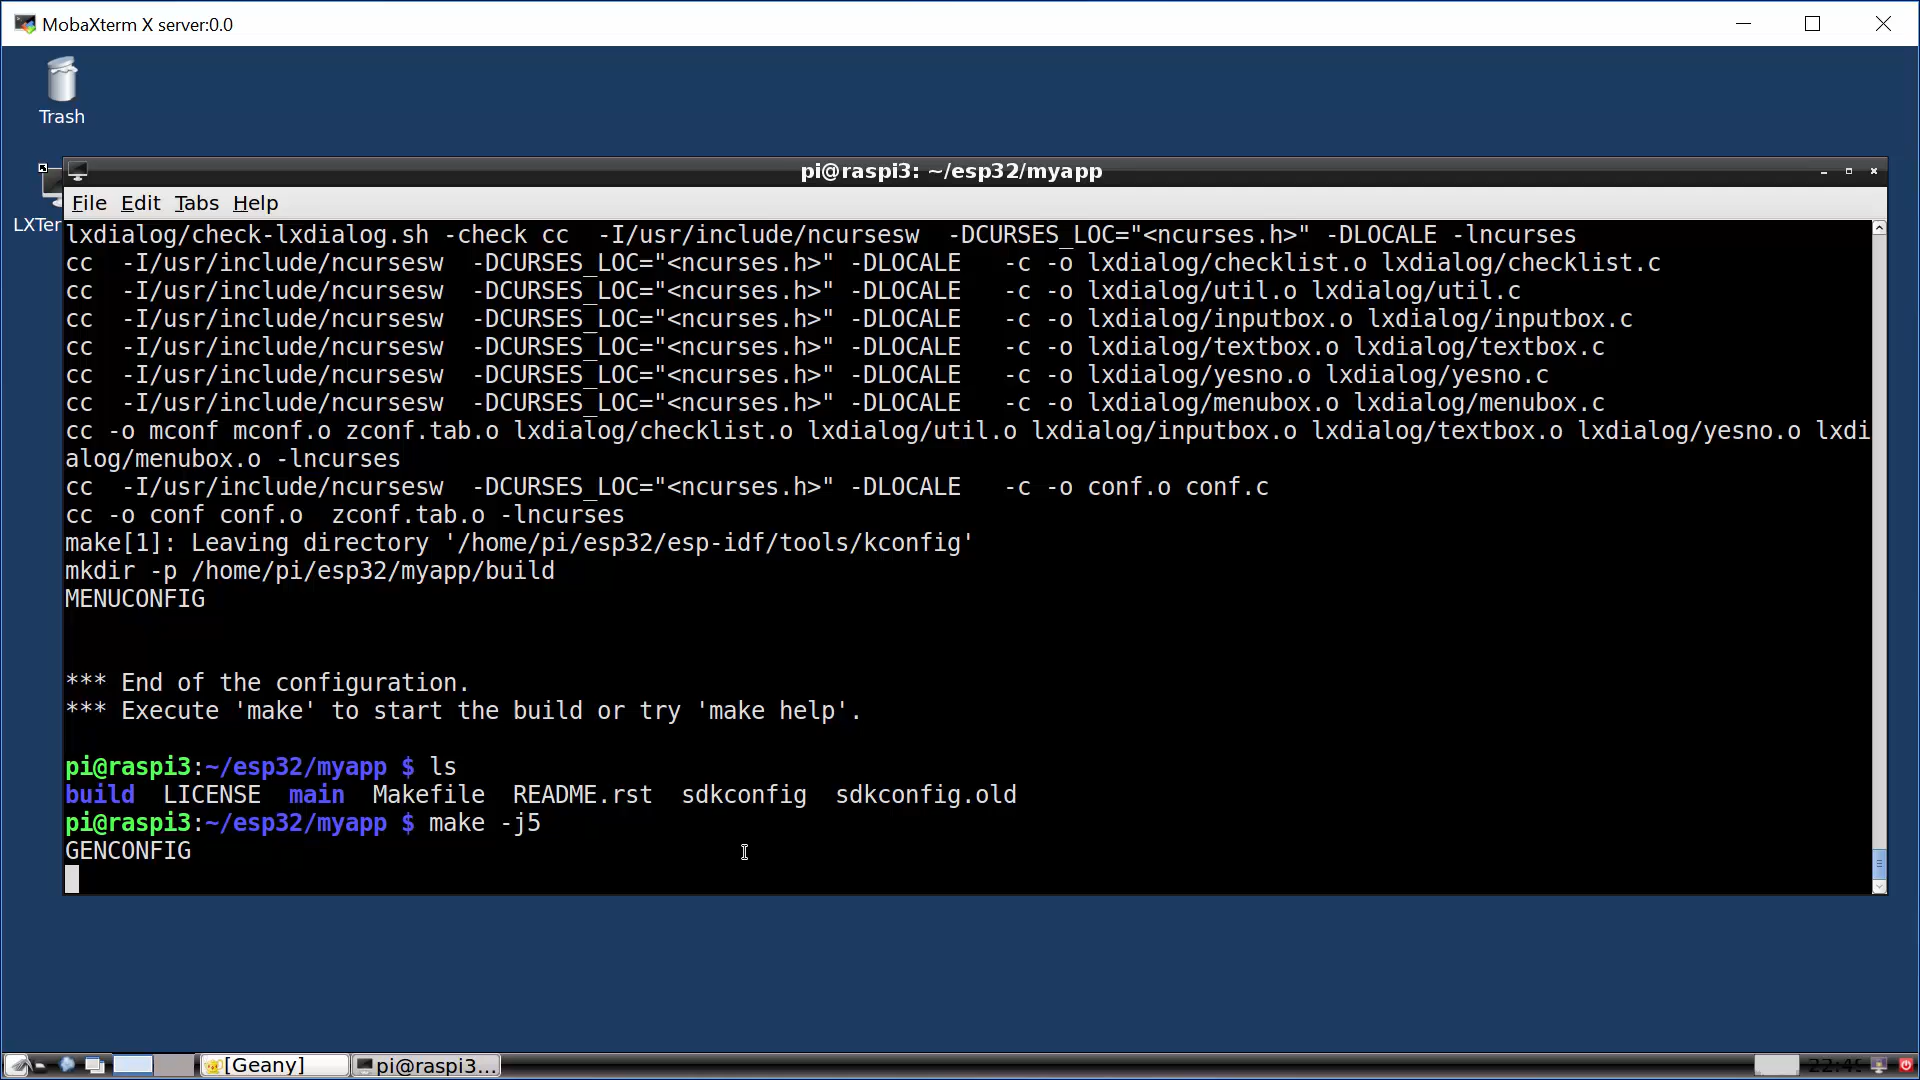 MobaXterm X server:0.0
Trash
LXTer
pi@raspi3: ~/esp32/myapp
File Edit Tabs Help
lxdialog/check-lxdialog.sh -check cc  -I/usr/include/ncursesw  -DCURSES_LOC="<ncurses.h>" -DLOCALE -lncurses
cc  -I/usr/include/ncursesw  -DCURSES_LOC="<ncurses.h>" -DLOCALE   -c -o lxdialog/checklist.o lxdialog/checklist.c
cc  -I/usr/include/ncursesw  -DCURSES_LOC="<ncurses.h>" -DLOCALE   -c -o lxdialog/util.o lxdialog/util.c
cc  -I/usr/include/ncursesw  -DCURSES_LOC="<ncurses.h>" -DLOCALE   -c -o lxdialog/inputbox.o lxdialog/inputbox.c
cc  -I/usr/include/ncursesw  -DCURSES_LOC="<ncurses.h>" -DLOCALE   -c -o lxdialog/textbox.o lxdialog/textbox.c
cc  -I/usr/include/ncursesw  -DCURSES_LOC="<ncurses.h>" -DLOCALE   -c -o lxdialog/yesno.o lxdialog/yesno.c
cc  -I/usr/include/ncursesw  -DCURSES_LOC="<ncurses.h>" -DLOCALE   -c -o lxdialog/menubox.o lxdialog/menubox.c
cc -o mconf mconf.o zconf.tab.o lxdialog/checklist.o lxdialog/util.o lxdialog/inputbox.o lxdialog/textbox.o lxdialog/yesno.o lxdi
alog/menubox.o -lncurses
cc  -I/usr/include/ncursesw  -DCURSES_LOC="<ncurses.h>" -DLOCALE   -c -o conf.o conf.c
cc -o conf conf.o  zconf.tab.o -lncurses
make[1]: Leaving directory '/home/pi/esp32/esp-idf/tools/kconfig'
mkdir -p /home/pi/esp32/myapp/build
MENUCONFIG
*** End of the configuration.
*** Execute 'make' to start the build or try 'make help'.
pi@raspi3:~/esp32/myapp $ ls
build  LICENSE  main  Makefile  README.rst  sdkconfig  sdkconfig.old
pi@raspi3:~/esp32/myapp $ make -j5
GENCONFIG
[Geany]
pi@raspi3...